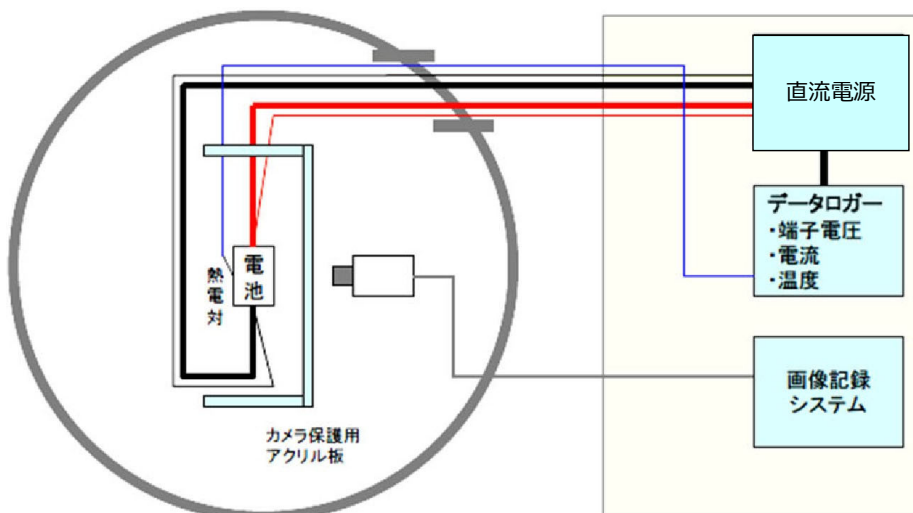 直流電源
データロガー
・端子電圧
・電流
・温度
電池
熱電対
画像記録
システム
カメラ保護用
アクリル板